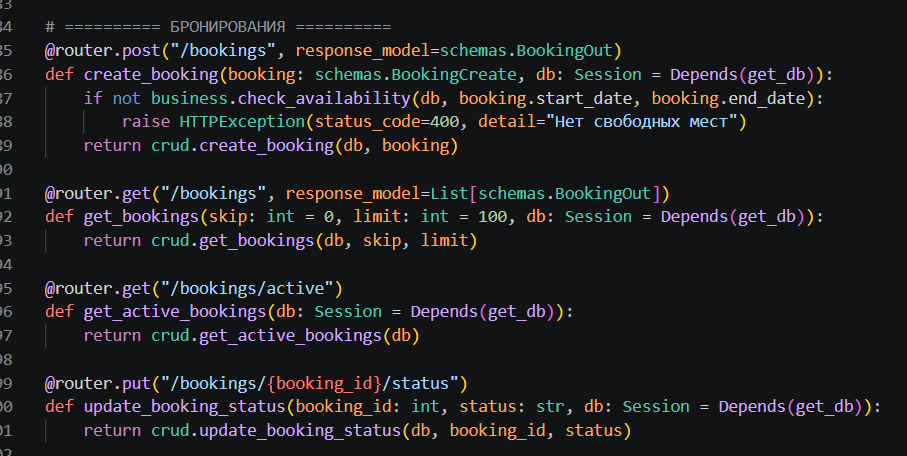 84 # ========== БРОНИРОВАНИЯ ==========
@router.post("/bookings", response_model=schemas.BookingOut)
def create_booking(booking: schemas.BookingCreate, db: Session = Depends(get_db)):
if not business.check_availability(db, booking.start_date, booking.end_date):
raise HTTPException(status_code=400, detail="Нет свободных мест")
return crud.create_booking(db, booking)
@router.get("/bookings", response_model=List[schemas.BookingOut])
def get_bookings(skip: int = 0, limit: int = 100, db: Session = Depends(get_db)):
return crud.get_bookings(db, skip, limit)
@router.get("/bookings/active")
def get_active_bookings(db: Session = Depends(get_db)):
return crud.get_active_bookings(db)
@router.put("/bookings/{booking_id}/status")
def update_booking_status(booking_id: int, status: str, db: Session = Depends(get_db)):
return crud.update_booking_status(db, booking_id, status)